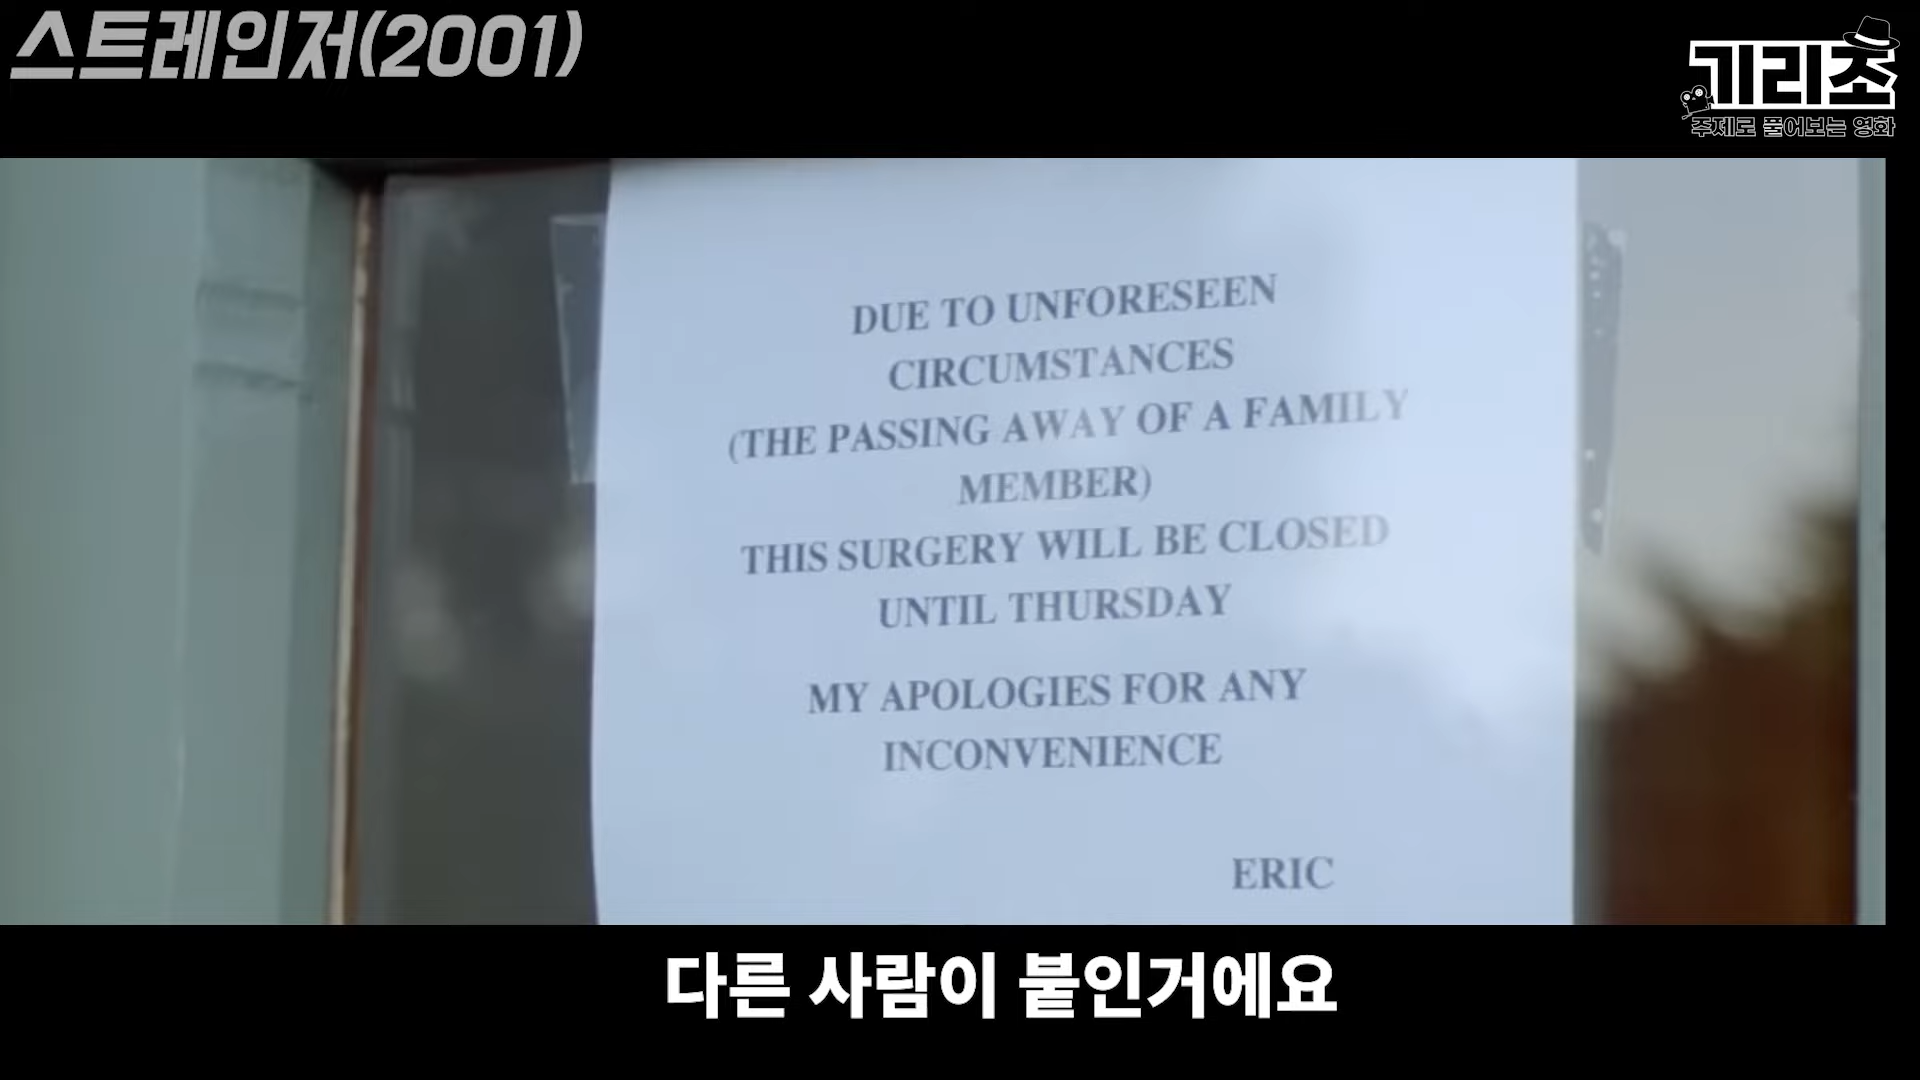 스트레인저(2001)
기리조
주제로 풀어보는 영화
DUE TO UNFORESEEN
CIRCUMSTANCES
(THE PASSING AWAY OF A FAMILY
MEMBER)
THIS SURGERY WILL BE CLOSED
UNTIL THURSDAY
MY APOLOGIES FOR ANY
INCONVENIENCE
ERIC
다른 사람이 붙인거에요